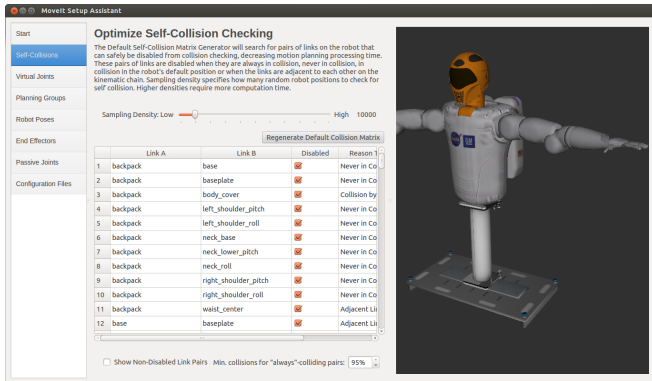 MoveIt Setup Assistant
Start
Self-Collisions
Virtual Joints
Planning Groups
Robot Poses
End Effectors
Passive Joints
Configuration Files
Optimize Self-Collision Checking
The Default Self-Collision Matrix Generator will search for pairs of links on the robot that
can safely be disabled from collision checking, decreasing motion planning processing time.
These pairs of links are disabled when they are always in collision, never in collision, in
collision in the robot's default position or when the links are adjacent to each other on the
kinematic chain. Sampling density specifies how many random robot positions to check for
self collision. Higher densities require more computation time.
Sampling Density: Low High 10000
Regenerate Default Collision Matrix
Link A Link B Disabled Reason T
1 backpack base Never in Co
2 backpack baseplate Never in Co
3 backpack body_cover Collision by
4 backpack left_shoulder_pitch Never in Co
5 backpack left_shoulder_roll Never in Co
6 backpack neck_base Never in Co
7 backpack neck_lower_pitch Never in Co
8 backpack neck_roll Never in Co
9 backpack right_shoulder_pitch Never in Co
10 backpack right_shoulder_roll Never in Co
11 backpack waist_center Adjacent Lin
12 base baseplate Adjacent Lin
Show Non-Disabled Link Pairs Min. collisions for "always"-colliding pairs: 95%
NASA
GM